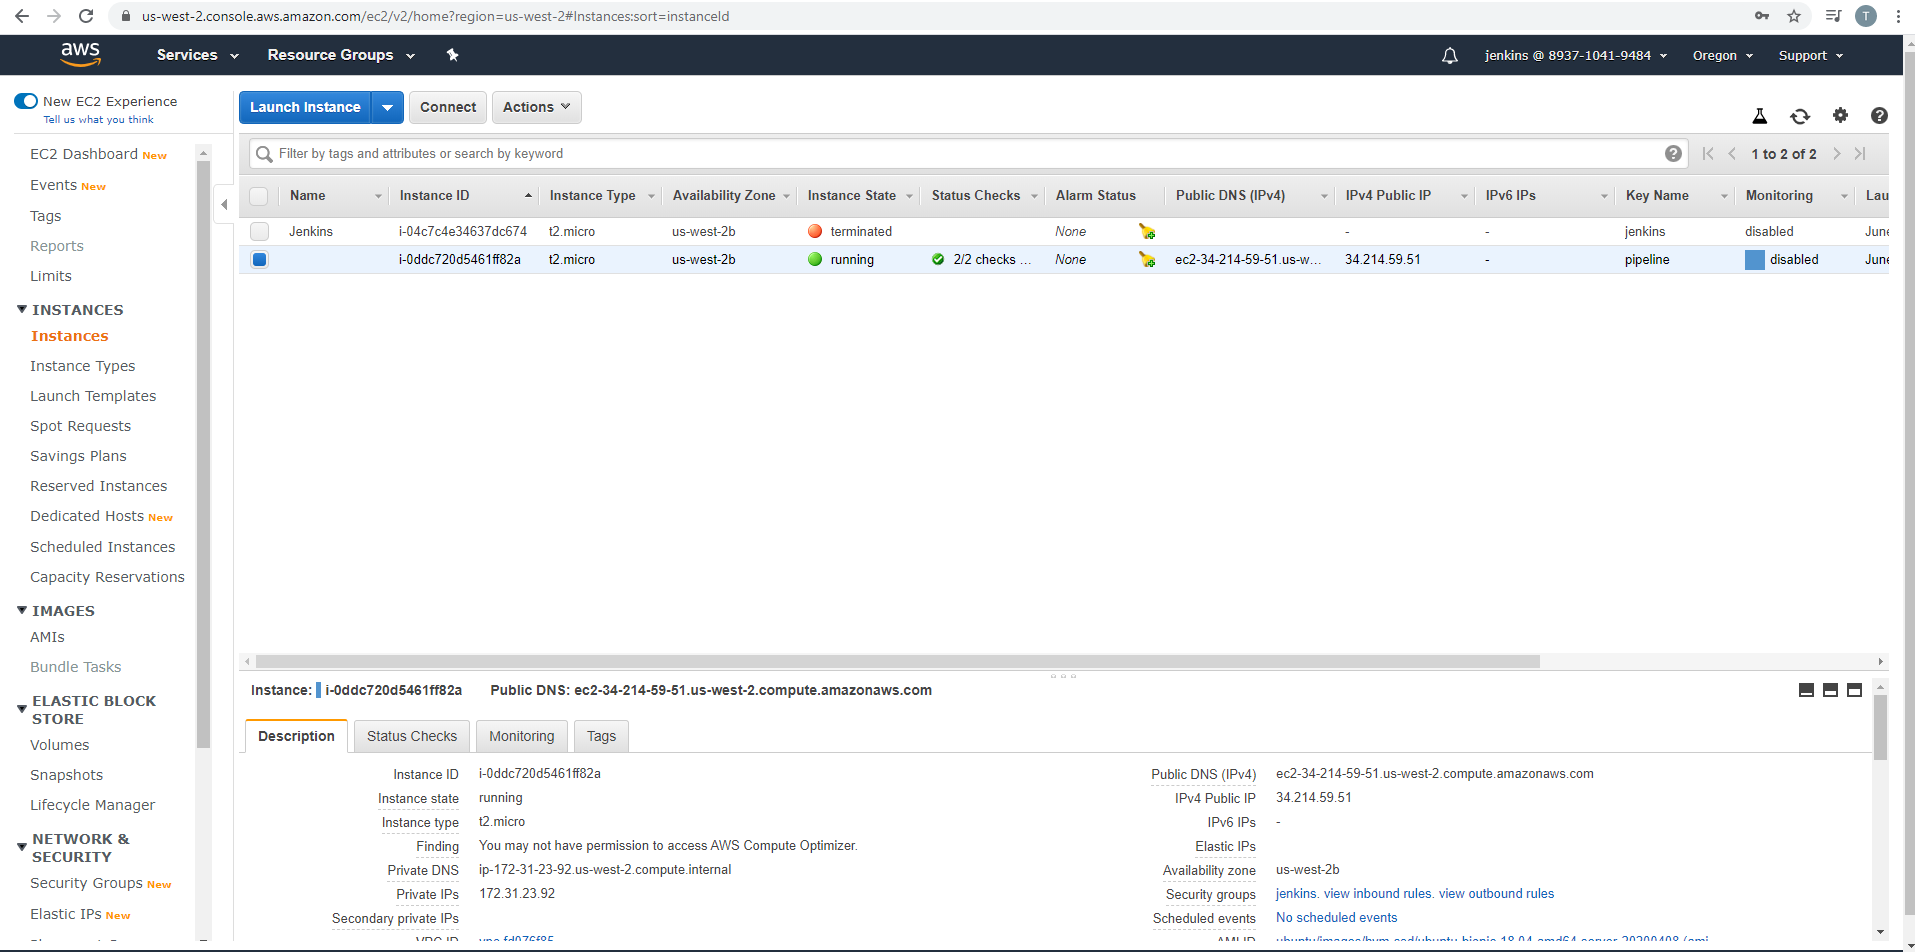 us-west-2.console.aws.amazon.com/ec2/v2/home?region=us-west-2#Instances:sort=instanceId
T
aws Services Resource Groups jenkins @ 8937-1041-9484 Oregon Support
New EC2 Experience
Tell us what you think
EC2 Dashboard New
Events New
Tags
Reports
Limits
INSTANCES
Instances
Instance Types
Launch Templates
Spot Requests
Savings Plans
Reserved Instances
Dedicated Hosts New
Scheduled Instances
Capacity Reservations
IMAGES
AMIs
Bundle Tasks
ELASTIC BLOCK
STORE
Volumes
Snapshots
Lifecycle Manager
NETWORK &
SECURITY
Security Groups New
Elastic IPs New
Launch Instance Connect Actions
Filter by tags and attributes or search by keyword 1 to 2 of 2
Name Instance ID Instance Type Availability Zone Instance State Status Checks Alarm Status Public DNS (IPv4) IPv4 Public IP IPv6 IPs Key Name Monitoring Lau
Jenkins i-04c7c4e34637dc674 t2.micro us-west-2b terminated None - - jenkins disabled June
i-0ddc720d5461ff82a t2.micro us-west-2b running 2/2 checks ... None ec2-34-214-59-51.us-w... 34.214.59.51 - pipeline disabled June
Instance: i-0ddc720d5461ff82a Public DNS: ec2-34-214-59-51.us-west-2.compute.amazonaws.com
Description Status Checks Monitoring Tags
Instance ID i-0ddc720d5461ff82a
Instance state running
Instance type t2.micro
Finding You may not have permission to access AWS Compute Optimizer.
Private DNS ip-172-31-23-92.us-west-2.compute.internal
Private IPs 172.31.23.92
Secondary private IPs
VPC ID vpc-fd976f85
Public DNS (IPv4) ec2-34-214-59-51.us-west-2.compute.amazonaws.com
IPv4 Public IP 34.214.59.51
IPv6 IPs -
Elastic IPs
Availability zone us-west-2b
Security groups jenkins. view inbound rules. view outbound rules
Scheduled events No scheduled events
AMI ID ubuntu/images/hvm-ssd/ubuntu-bionic-18.04-amd64-server-20200408 (ami-